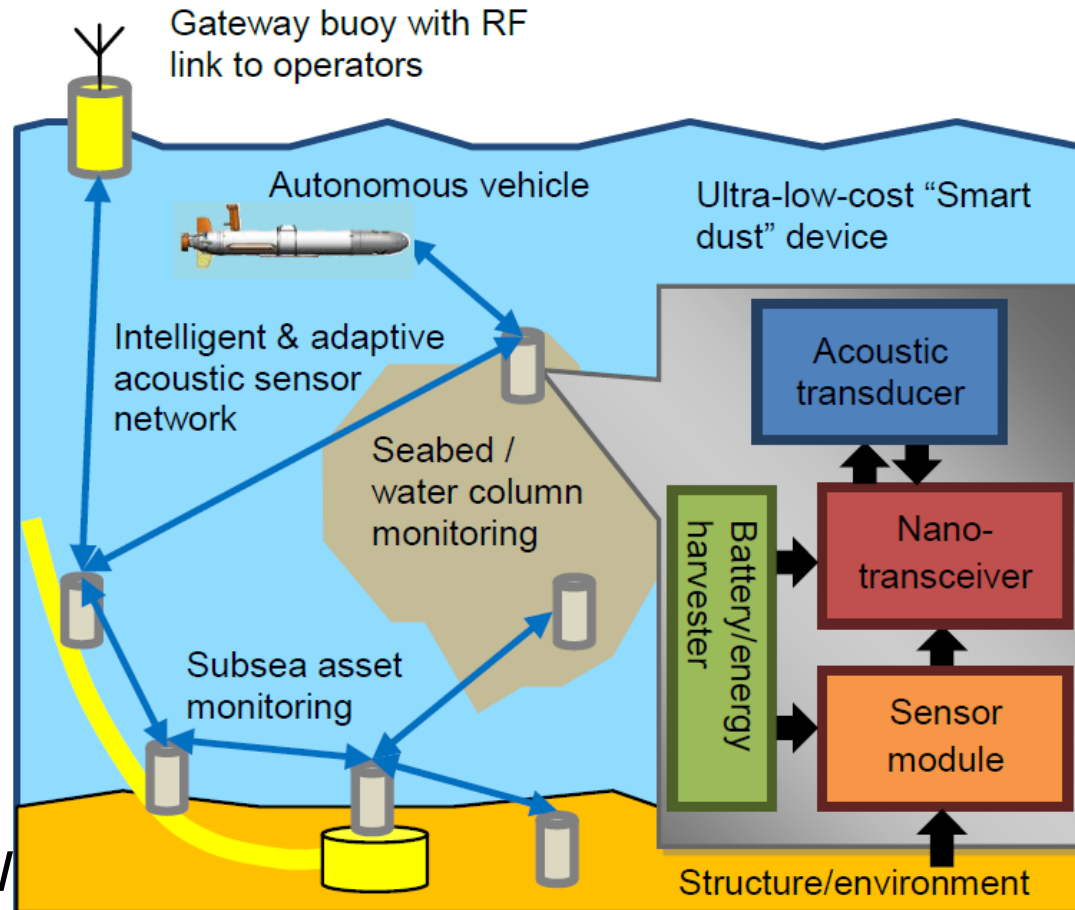 Gateway buoy with RF
link to operators
Autonomous vehicle
Ultra-low-cost “Smart
dust” device
Intelligent & adaptive
acoustic sensor
network
Acoustic
transducer
Seabed /
water column
monitoring
Battery/energy
harvester
Nano-
transceiver
Subsea asset
monitoring
Sensor
module
Structure/environment